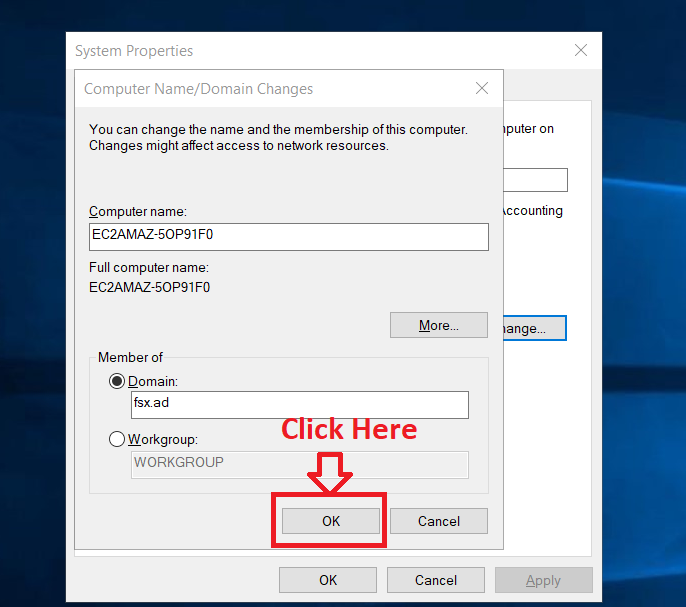 System Properties
Computer Name/Domain Changes
You can change the name and the membership of this computer.
Changes might affect access to network resources.
Computer name:
EC2AMAZ-5OP91F0
Full computer name:
EC2AMAZ-5OP91F0
More...
Member of
Domain:
fsx.ad
Click Here
Workgroup:
WORKGROUP
OK
Cancel
on
Accounting
OK
Cancel
Apply